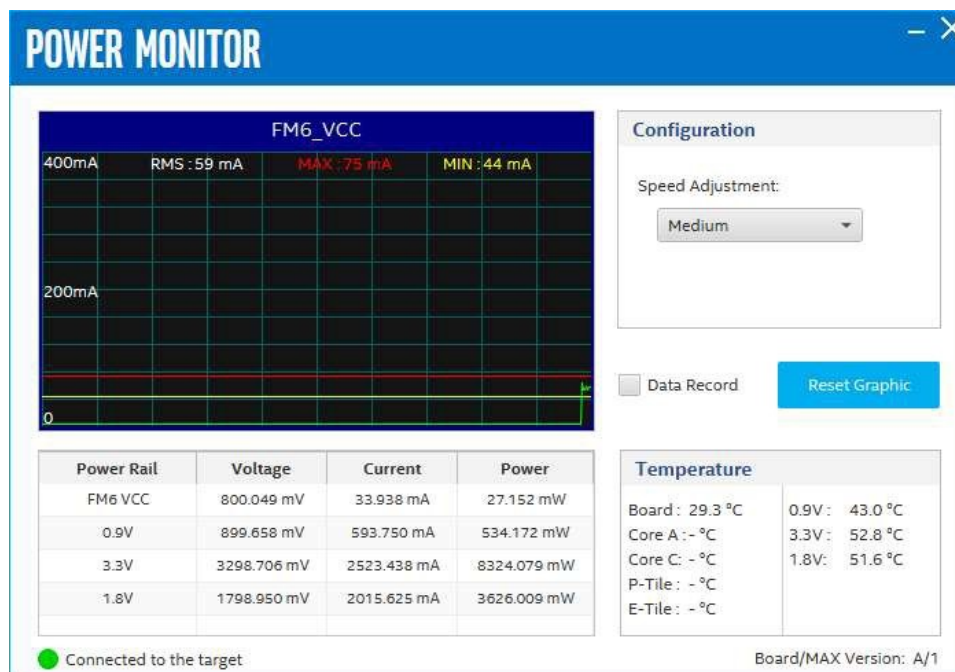 POWER MONITOR
FM6_VCC
400mA RMS : 59 mA MAX : 75 mA MIN : 44 mA
200mA
0
Configuration
Speed Adjustment:
Medium
Data Record
Reset Graphic
Power Rail Voltage Current Power
FM6 VCC 800.049 mV 33.938 mA 27.152 mW
0.9V 899.658 mV 593.750 mA 534.172 mW
3.3V 3298.706 mV 2523.438 mA 8324.079 mW
1.8V 1798.950 mV 2015.625 mA 3626.009 mW
Temperature
Board : 29.3 °C 0.9V : 43.0 °C
Core A :- °C 3.3V : 52.8 °C
Core C: - °C 1.8V: 51.6 °C
P-Tile : - °C
E-Tile : - °C
Connected to the target
Board/MAX Version: A/1